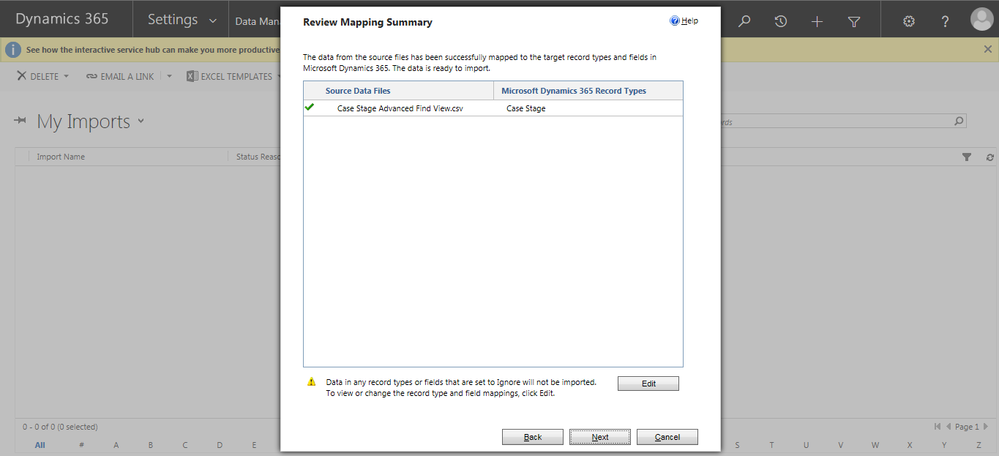 Dynamics 365
Settings
Data Man
?
See how the interactive service hub can make you more productive
DELETE
EMAIL A LINK
EXCEL TEMPLATES
My Imports
rds
Import Name
Status Reaso
Review Mapping Summary
Help
The data from the source files has been successfully mapped to the target record types and fields in
Microsoft Dynamics 365. The data is ready to import.
Source Data Files
Microsoft Dynamics 365 Record Types
Case Stage Advanced Find View.csv
Case Stage
Data in any record types or fields that are set to Ignore will not be imported.
To view or change the record type and field mappings, click Edit.
Edit
Back
Next
Cancel
0 - 0 of 0 (0 selected)
Page 1
All # A B C D E S T U V W X Y Z